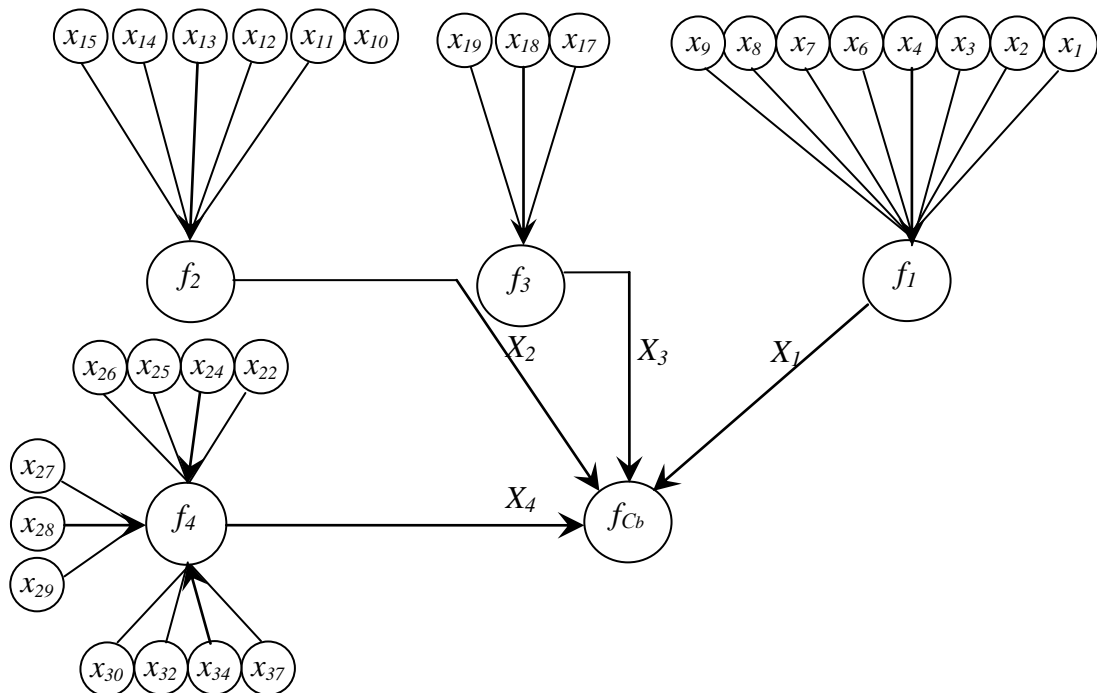 x15 x14 x13 x12 x11 x10 x19 x18 x17 x9 x8 x7 x6 x4 x3 x2 x1
f2 f3 f1
X2 X3 X1
x26 x25 x24 x22
x27
x28
x29
f4 X4 fCb
x30 x32 x34 x37